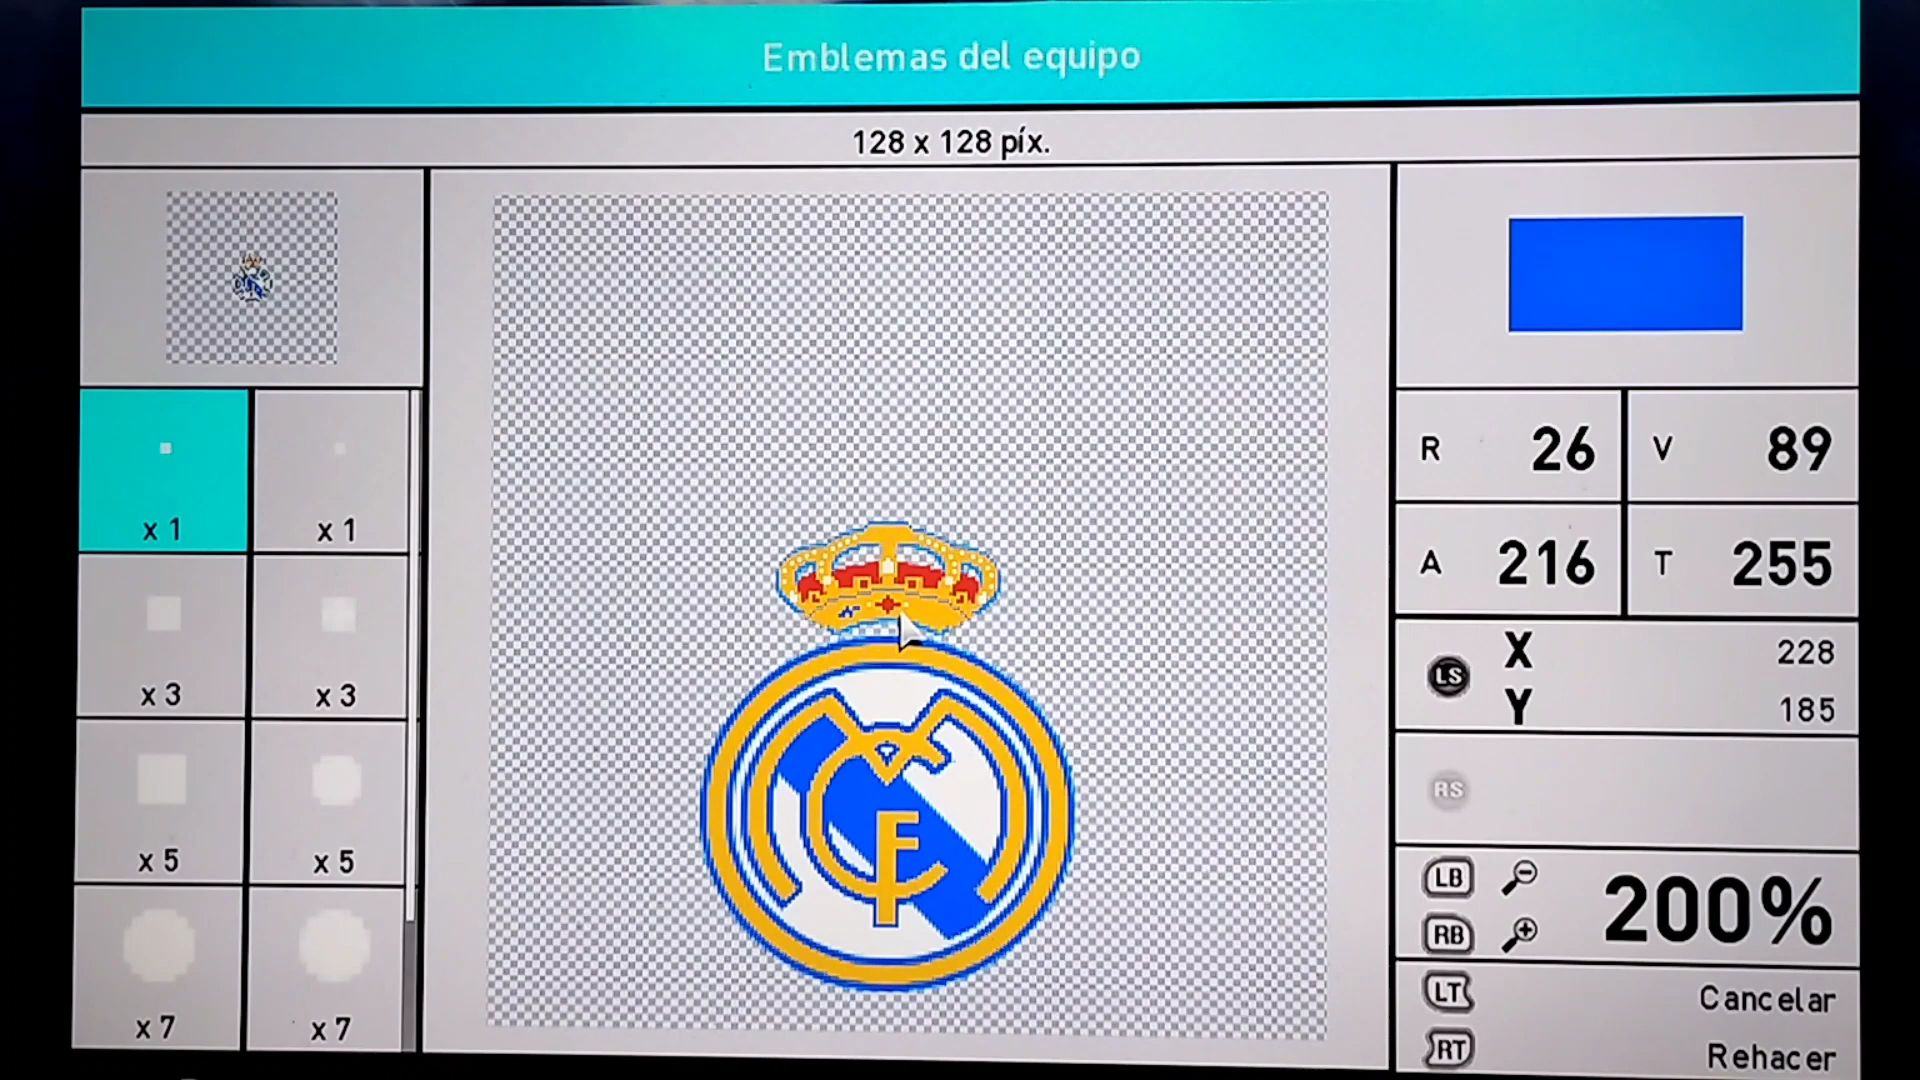 Emblemas del equipo
128 x 128 píx.
x 1
x 1
x 3
x 3
x 5
x 5
x 7
x 7
R 26
V 89
A 216
T 255
LS
X 228
Y 185
RS
LB
RB
200%
LT Cancelar
RT Rehacer